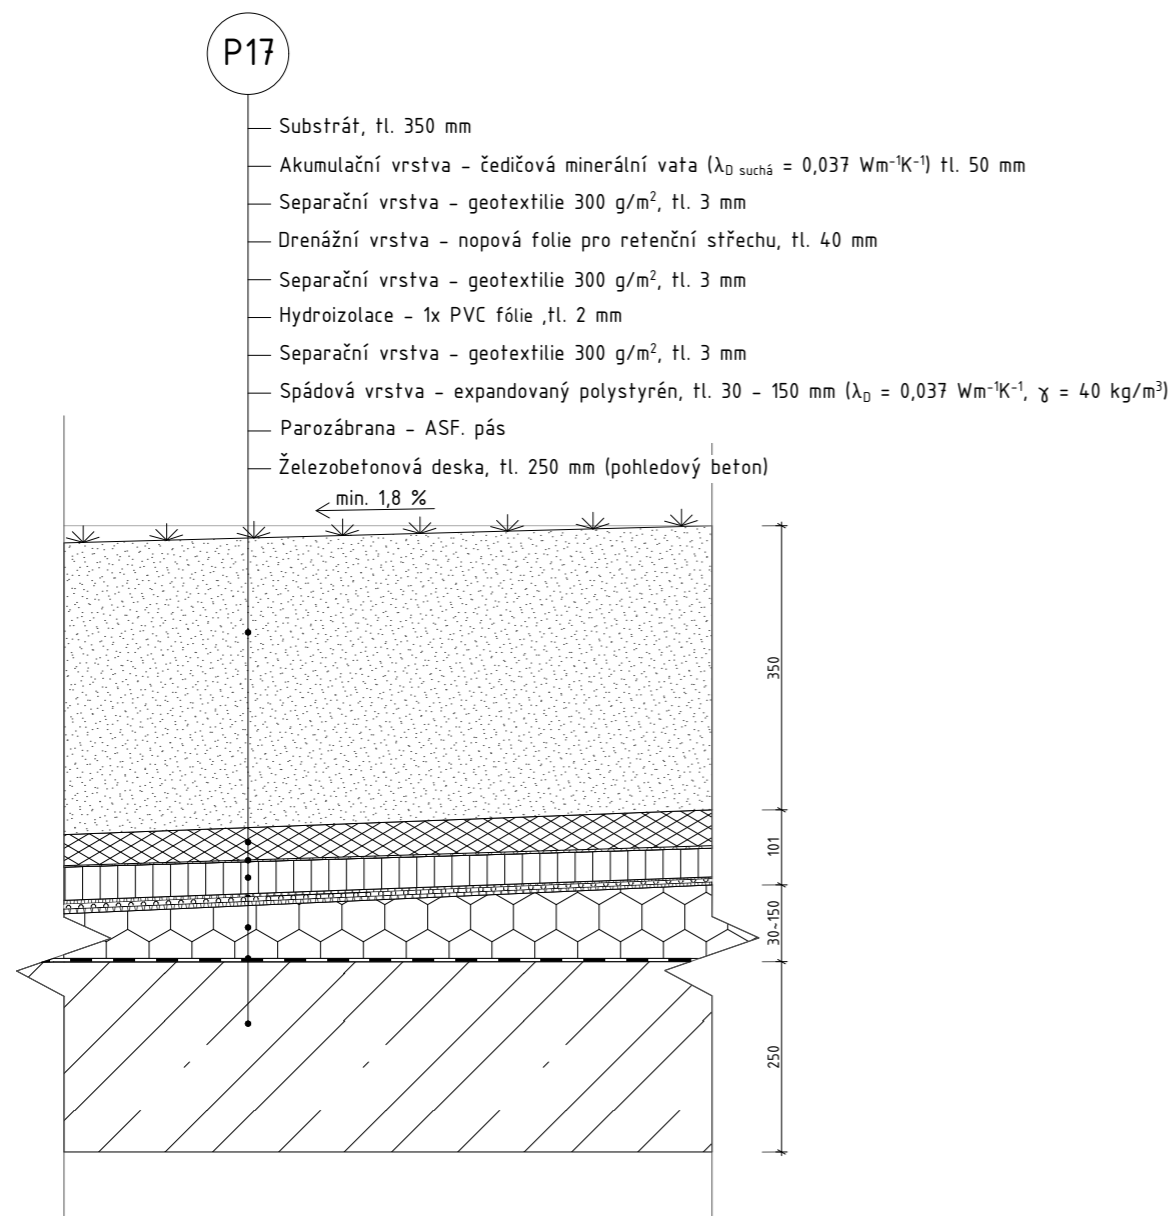 P17
Substrát, tl. 350 mm
Akumulační vrstva - čedičová minerální vata (λD suchá = 0,037 Wm⁻¹K⁻¹) tl. 50 mm
Separační vrstva - geotextilie 300 g/m², tl. 3 mm
Drenážní vrstva - nopová folie pro retenční střechu, tl. 40 mm
Separační vrstva - geotextilie 300 g/m², tl. 3 mm
Hydroizolace - 1x PVC fólie ,tl. 2 mm
Separační vrstva - geotextilie 300 g/m², tl. 3 mm
Spádová vrstva - expandovaný polystyrén, tl. 30 - 150 mm (λD = 0,037 Wm⁻¹K⁻¹, γ = 40 kg/m³)
Parozábrana - ASF. pás
Železobetonová deska, tl. 250 mm (pohledový beton)
min. 1,8 %
350
101
30~150
250